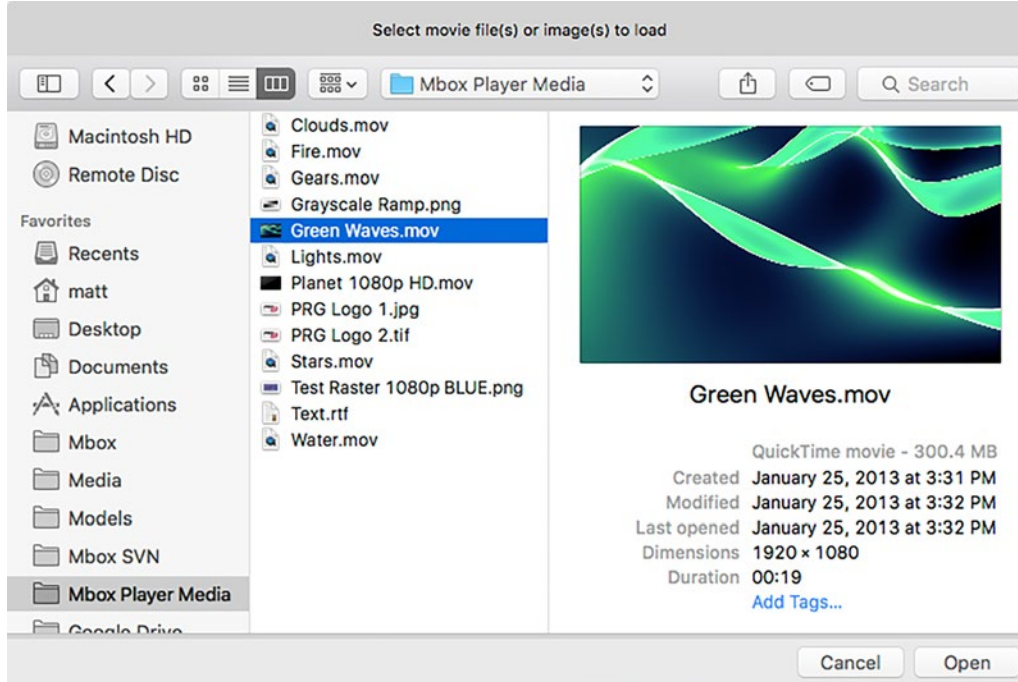 Select movie file(s) or image(s) to load
Mbox Player Media
Search
Macintosh HD
Remote Disc
Favorites
Recents
matt
Desktop
Documents
Applications
Mbox
Media
Models
Mbox SVN
Mbox Player Media
Google Drive
Clouds.mov
Fire.mov
Gears.mov
Grayscale Ramp.png
Green Waves.mov
Lights.mov
Planet 1080p HD.mov
PRG Logo 1.jpg
PRG Logo 2.tif
Stars.mov
Test Raster 1080p BLUE.png
Text.rtf
Water.mov
Green Waves.mov
QuickTime movie - 300.4 MB
Created January 25, 2013 at 3:31 PM
Modified January 25, 2013 at 3:32 PM
Last opened January 25, 2013 at 3:32 PM
Dimensions 1920 × 1080
Duration 00:19
Add Tags...
Cancel
Open